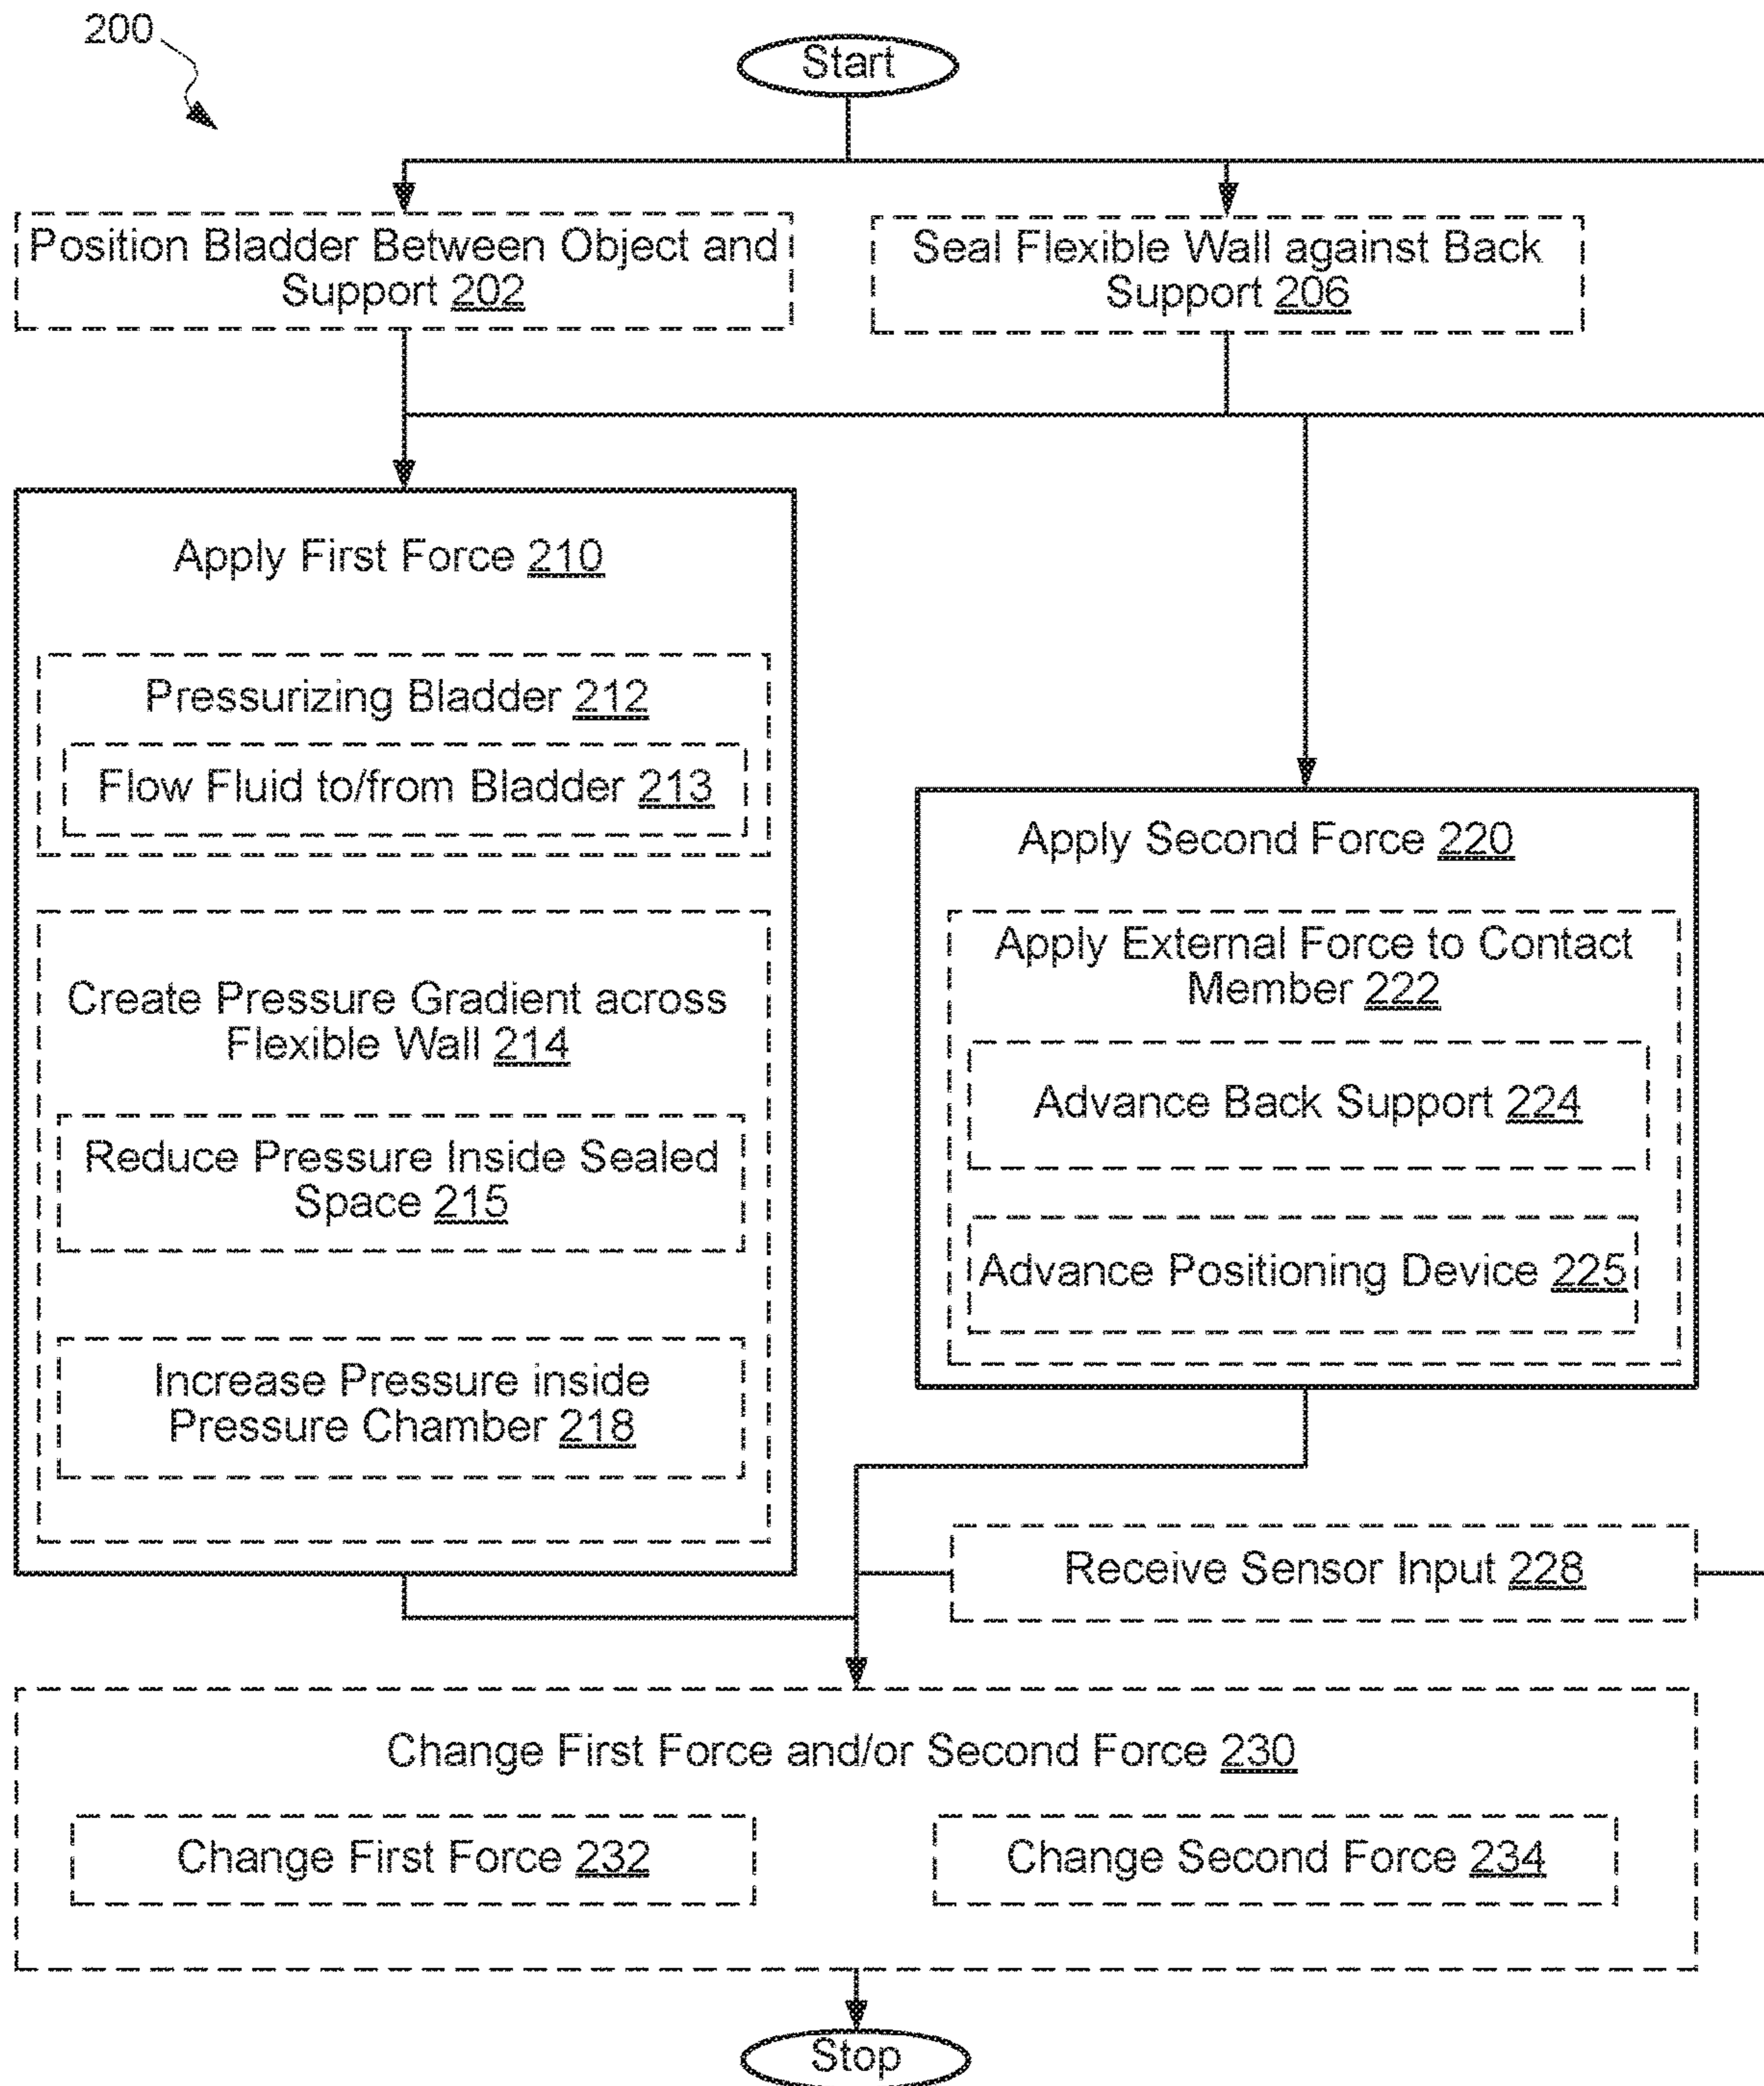 200
Start
Position Bladder Between Object and
Support 202
Seal Flexible Wall against Back
Support 206
Apply First Force 210
Pressurizing Bladder 212
Flow Fluid to/from Bladder 213
Create Pressure Gradient across
Flexible Wall 214
Reduce Pressure Inside Sealed
Space 215
Increase Pressure inside
Pressure Chamber 218
Apply Second Force 220
Apply External Force to Contact
Member 222
Advance Back Support 224
Advance Positioning Device 225
Receive Sensor Input 228
Change First Force and/or Second Force 230
Change First Force 232
Change Second Force 234
Stop